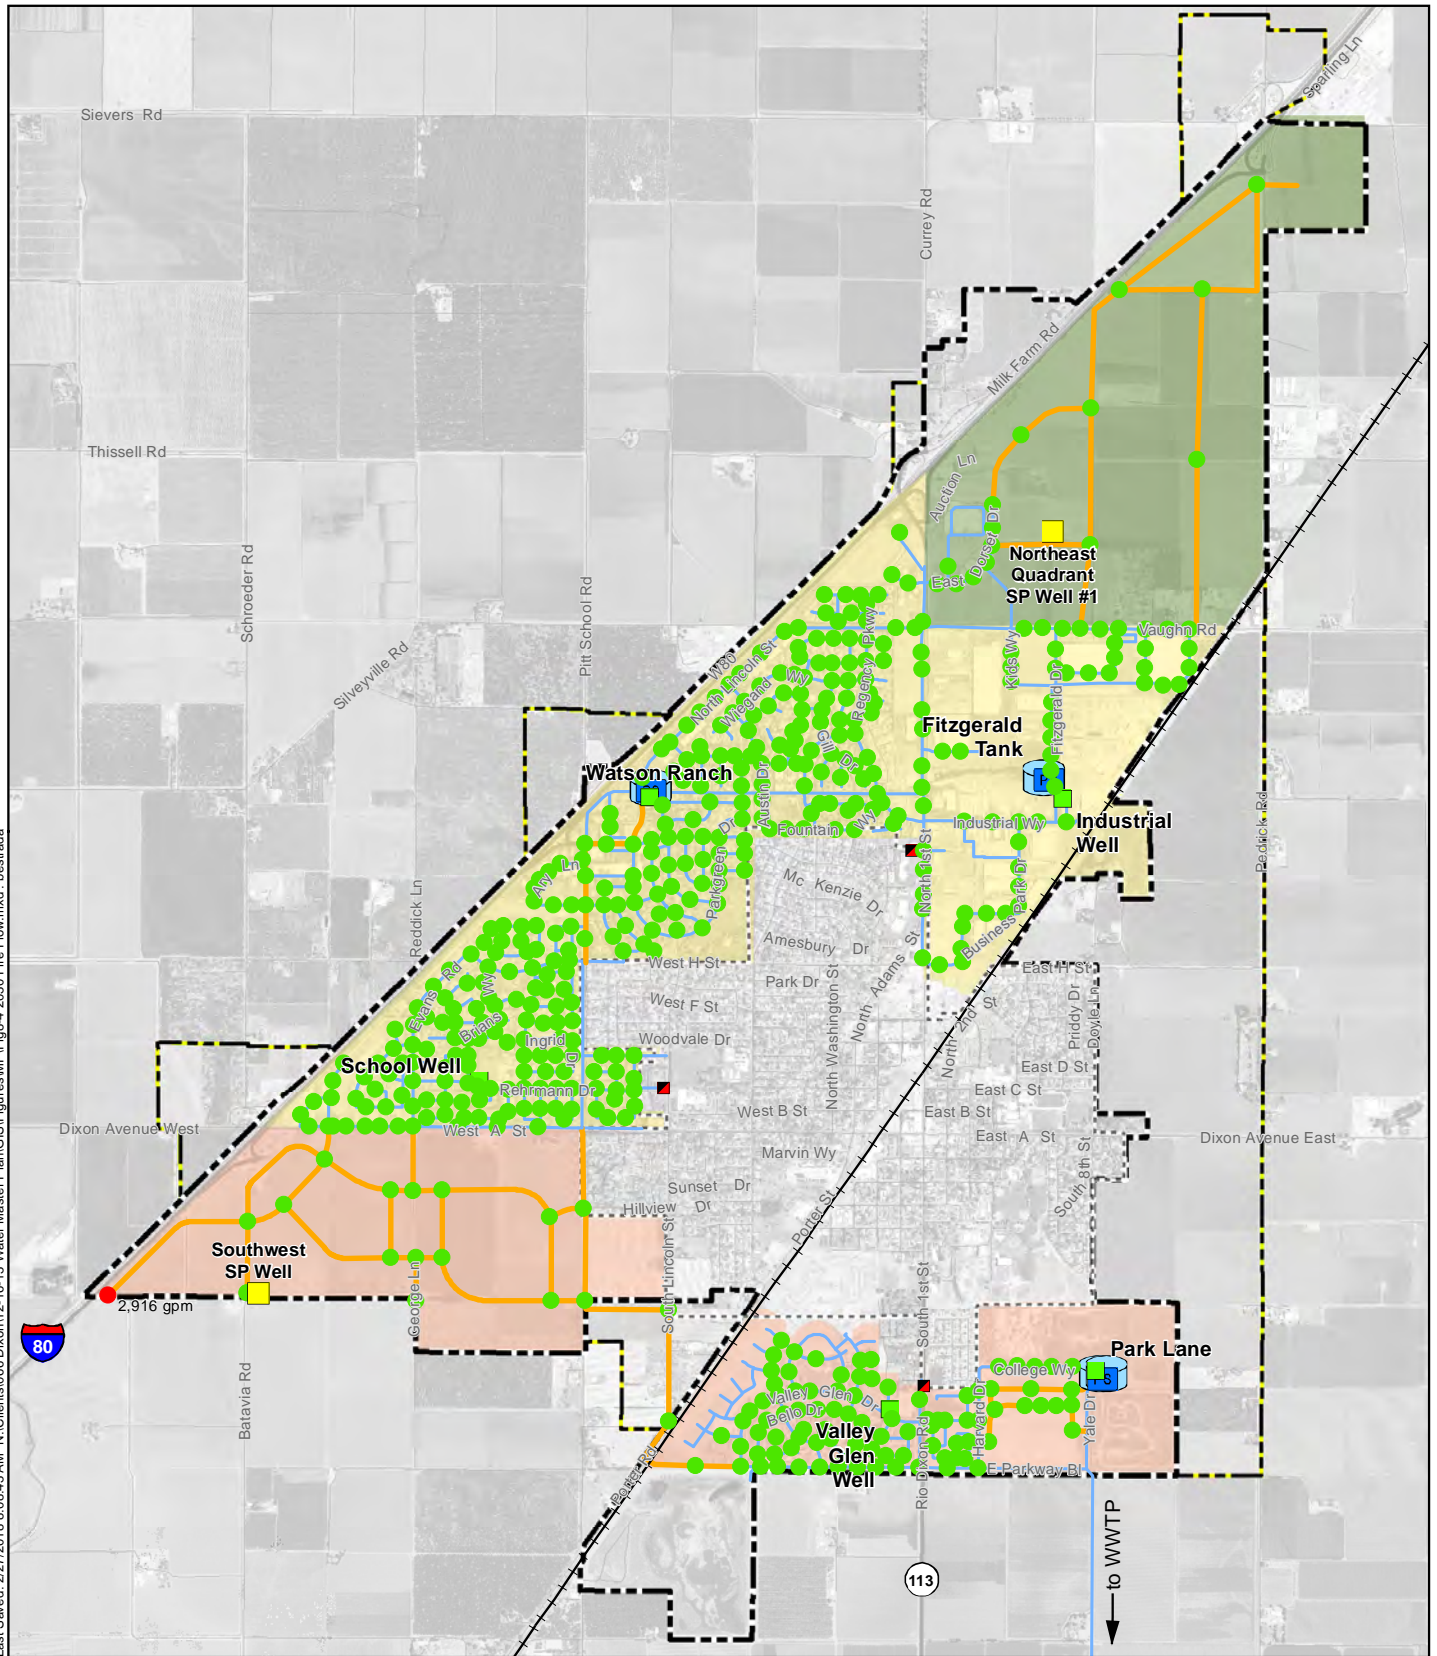 Sparling Ln
Sievers Rd
Currey Rd
Milk Farm Rd
Thissell Rd
Auction Ln
Dorset Dr
East
Northeast
Quadrant
SP Well #1
Schroeder Rd
Pitt School Rd
Silveyville Rd
Vaughn Rd
Kids Wy
Fitzgerald Dr
W80
North Lincoln St
Wiegand
Wy
Regency Pkwy
Gill Dr
Fitzgerald
Tank
Watson Ranch
Austin Dr
Fountain Wy
Industrial Wy
Industrial
Well
Pedrick Rd
Ary Ln
Parkgreen Dr
Mc Kenzie Dr
North 1st St
Park Dr
Business
Reddick Ln
Amesbury Dr
North Adams St
West H St
East H St
Evans Rd
Wy
Park Dr
West F St
North Washington St
North 2nd St
Priddy Dr
Doyle Ln
Brians
Ingrid Dr
Woodvale Dr
School Well
East D St
Rehrmann Dr
East C St
West B St
East B St
Dixon Avenue West
West A St
East A St
Dixon Avenue East
Marvin Wy
South 8th St
Sunset Dr
Hillview Dr
Porter St
Southwest
SP Well
2,916 gpm
George Ln
South Lincoln St
South 1st St
80
Park Lane
College Wy
Batavia Rd
Valley Glen Dr
Bello Dr
Harvard Dr
Yale Dr
Valley
Glen
Well
Rio Dixon Rd
E Parkway Bl
Porter Rd
to WWTP
113